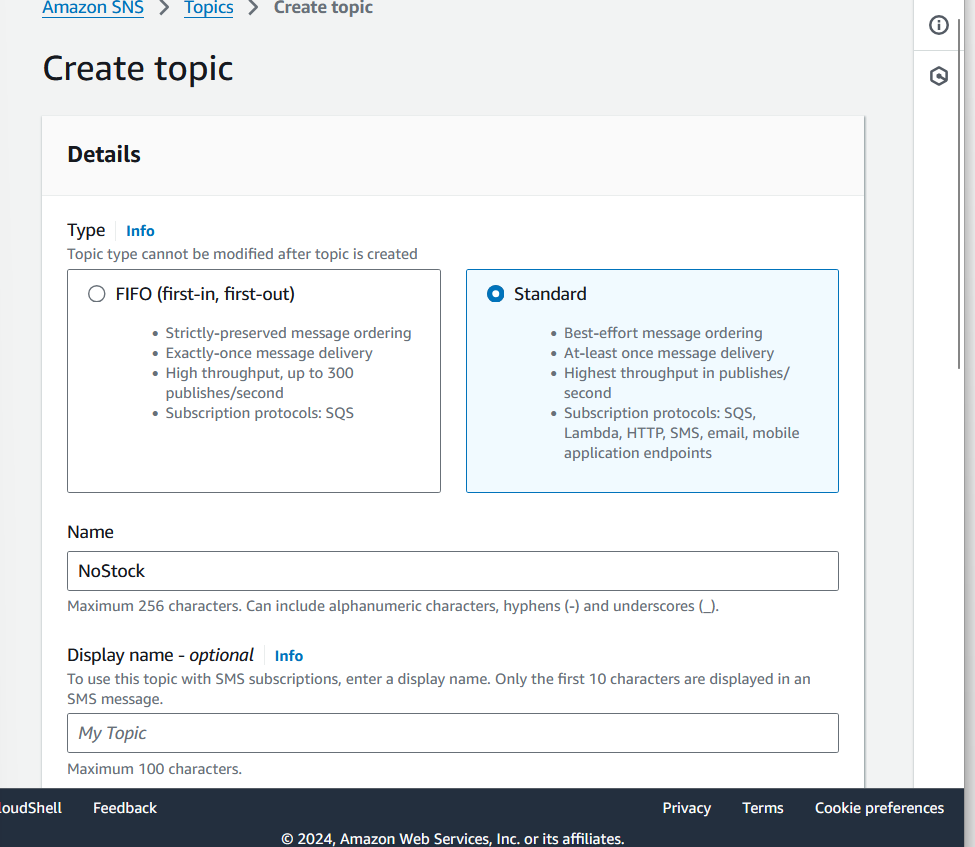 Amazon SNS > Topics > Create topic
Create topic
Details
Type Info
Topic type cannot be modified after topic is created
FIFO (first-in, first-out)
• Strictly-preserved message ordering
• Exactly-once message delivery
• High throughput, up to 300
publishes/second
• Subscription protocols: SQS
Standard
• Best-effort message ordering
• At-least once message delivery
• Highest throughput in publishes/
second
• Subscription protocols: SQS,
Lambda, HTTP, SMS, email, mobile
application endpoints
Name
NoStock
Maximum 256 characters. Can include alphanumeric characters, hyphens (-) and underscores (_).
Display name - optional Info
To use this topic with SMS subscriptions, enter a display name. Only the first 10 characters are displayed in an
SMS message.
My Topic
Maximum 100 characters.
loudShell Feedback Privacy Terms Cookie preferences
© 2024, Amazon Web Services, Inc. or its affiliates.